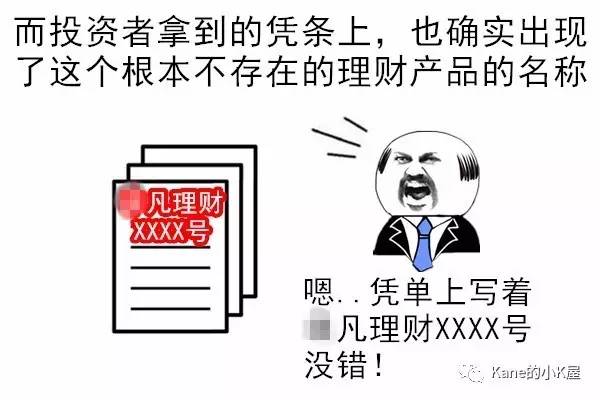 而投资者拿到的凭条上，也确实出现
了这个根本不存在的理财产品的名称
凡理财
XXXX号
嗯..凭单上写着
凡理财XXXX号
没错！
Kane的小K屋